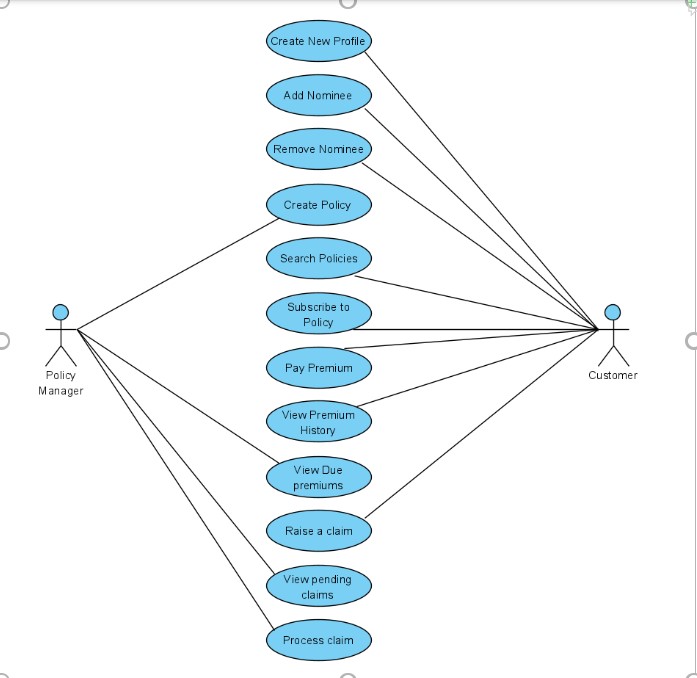 Create New Profile
Add Nominee
Remove Nominee
Create Policy
Search Policies
Subscribe to
Policy
Pay Premium
Policy
Manager
Customer
View Premium
History
View Due
premiums
Raise a claim
View pending
claims
Process claim